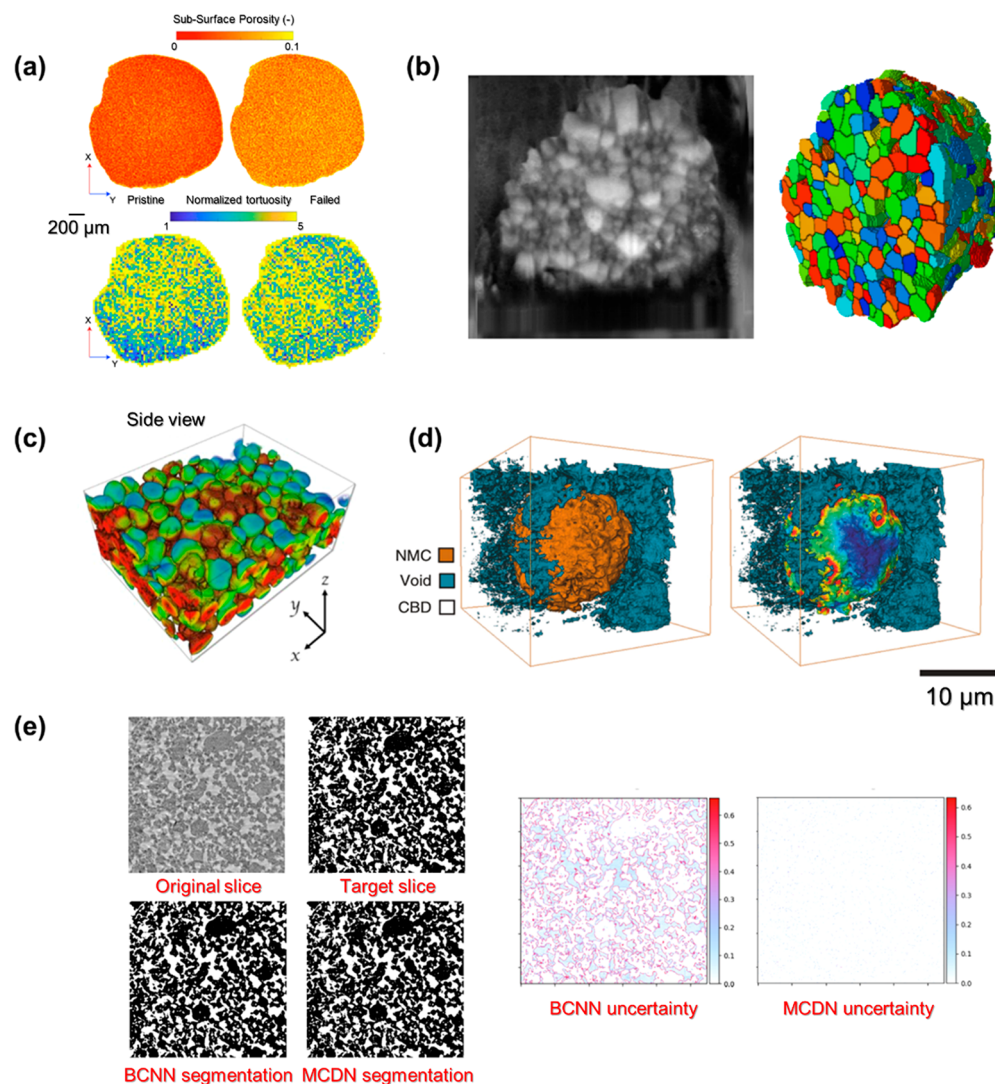 (a)
Sub-Surface Porosity (-)
0 0.1
X
Y
Pristine Normalized tortuosity Failed
200 µm
1 5
X
Y
X
Y
(b)
(c)
Side view
z
y
x
(d)
NMC
Void
CBD
10 µm
(e)
Original slice Target slice
BCNN segmentation MCDN segmentation
0.6
0.5
0.4
0.3
0.2
0.1
0.0
BCNN uncertainty
0.6
0.5
0.4
0.3
0.2
0.1
0.0
MCDN uncertainty